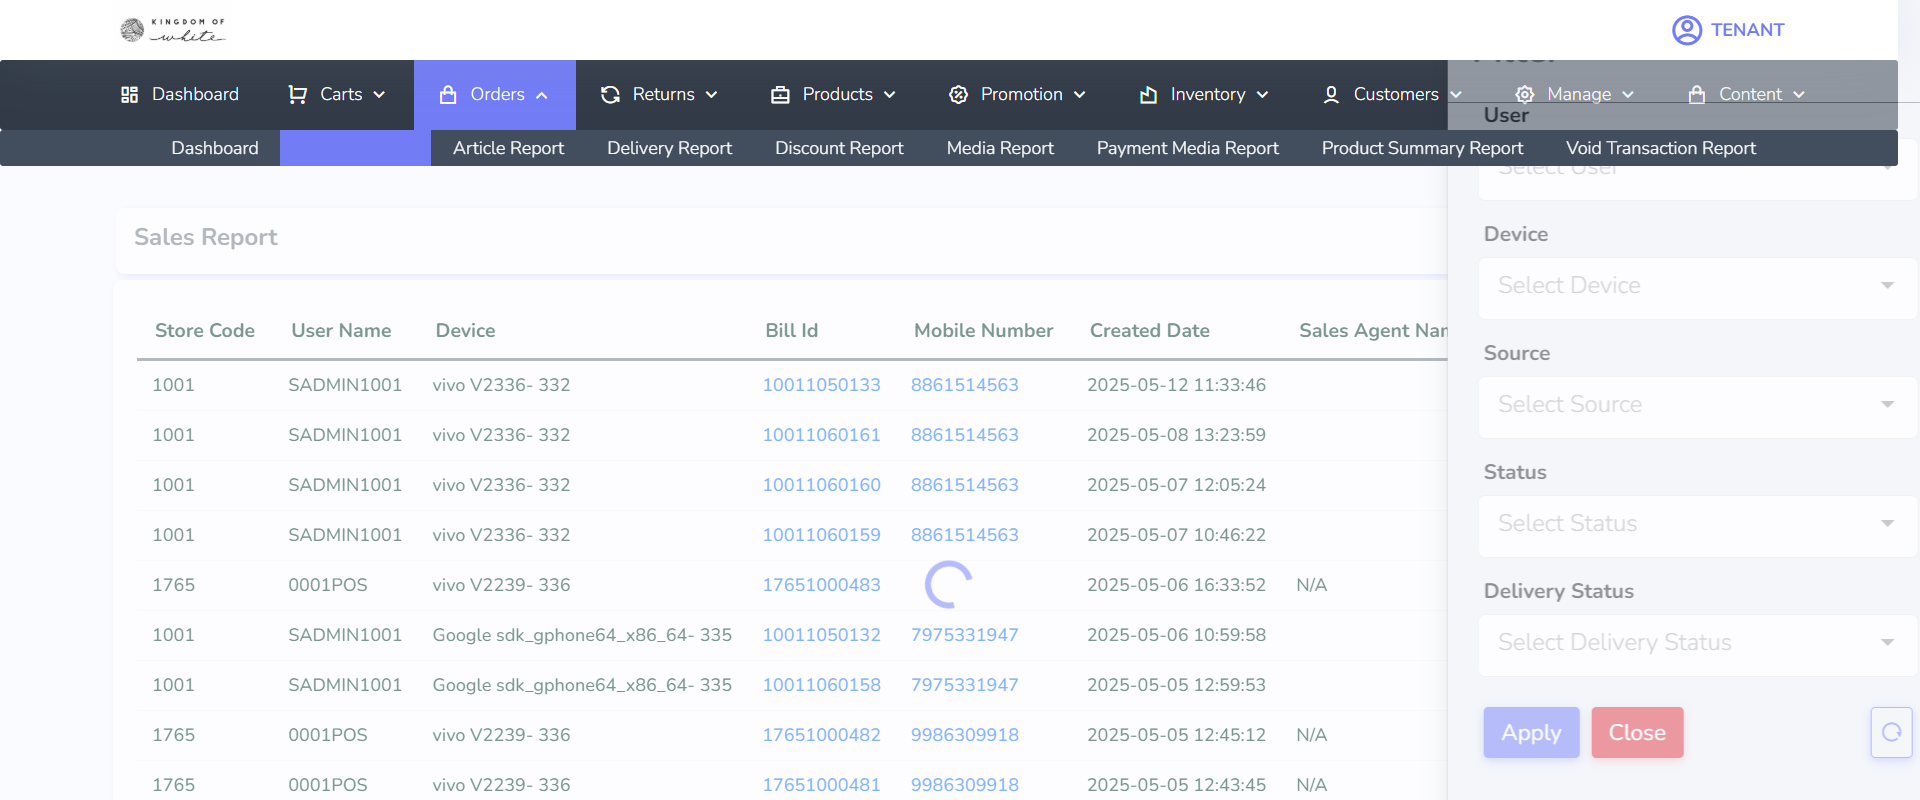 KINGDOM OF
white
TENANT
Dashboard Carts Orders Returns Products Promotion Inventory Customers Manage Content
Dashboard Article Report Delivery Report Discount Report Media Report Payment Media Report Product Summary Report Void Transaction Report
Sales Report
Store Code User Name Device Bill Id Mobile Number Created Date Sales Agent Nam
1001 SADMIN1001 vivo V2336- 332 10011050133 8861514563 2025-05-12 11:33:46
1001 SADMIN1001 vivo V2336- 332 10011060161 8861514563 2025-05-08 13:23:59
1001 SADMIN1001 vivo V2336- 332 10011060160 8861514563 2025-05-07 12:05:24
1001 SADMIN1001 vivo V2336- 332 10011060159 8861514563 2025-05-07 10:46:22
1765 0001POS vivo V2239- 336 17651000483 2025-05-06 16:33:52 N/A
1001 SADMIN1001 Google sdk_gphone64_x86_64- 335 10011050132 7975331947 2025-05-06 10:59:58
1001 SADMIN1001 Google sdk_gphone64_x86_64- 335 10011060158 7975331947 2025-05-05 12:59:53
1765 0001POS vivo V2239- 336 17651000482 9986309918 2025-05-05 12:45:12 N/A
1765 0001POS vivo V2239- 336 17651000481 9986309918 2025-05-05 12:43:45 N/A
User
Select User
Device
Select Device
Source
Select Source
Status
Select Status
Delivery Status
Select Delivery Status
Apply Close